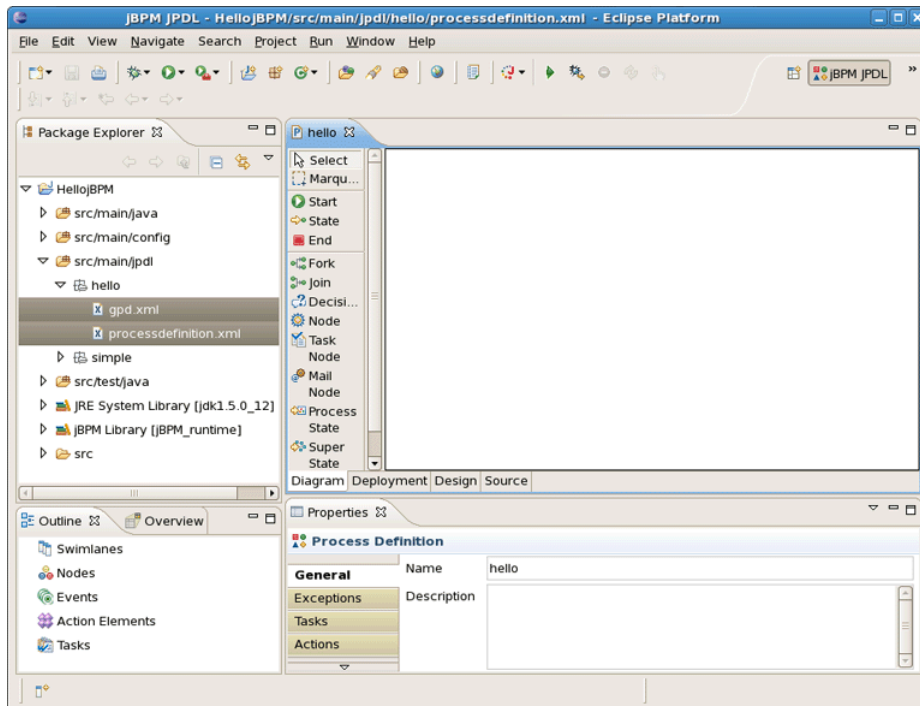 jBPM JPDL - HellojBPM/src/main/jpdl/hello/processdefinition.xml - Eclipse Platform
File Edit View Navigate Search Project Run Window Help
jBPM JPDL »
Package Explorer
HellojBPM
src/main/java
src/main/config
src/main/jpdl
hello
gpd.xml
processdefinition.xml
simple
src/test/java
JRE System Library [jdk1.5.0_12]
jBPM Library [jBPM_runtime]
src
hello
Select
Marqu...
Start
State
End
Fork
Join
Decisi...
Node
Task
Node
Mail
Node
Process
State
Super
State
Diagram Deployment Design Source
Outline Overview
Swimlanes
Nodes
Events
Action Elements
Tasks
Properties
Process Definition
General
Exceptions
Tasks
Actions
Name hello
Description